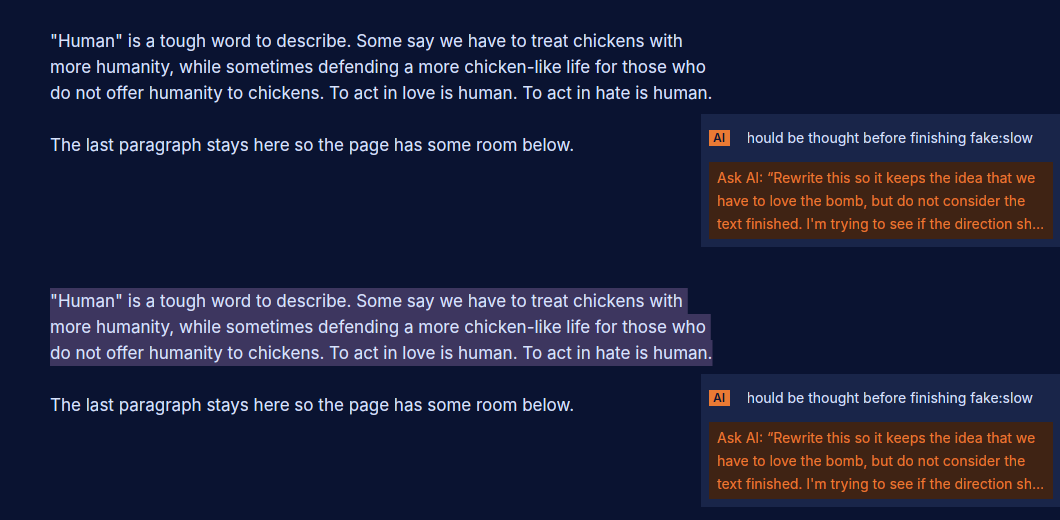 "Human" is a tough word to describe. Some say we have to treat chickens with
more humanity, while sometimes defending a more chicken-like life for those who
do not offer humanity to chickens. To act in love is human. To act in hate is human.
The last paragraph stays here so the page has some room below.
AI hould be thought before finishing fake:slow
Ask AI: “Rewrite this so it keeps the idea that we
have to love the bomb, but do not consider the
text finished. I'm trying to see if the direction sh...
"Human" is a tough word to describe. Some say we have to treat chickens with
more humanity, while sometimes defending a more chicken-like life for those who
do not offer humanity to chickens. To act in love is human. To act in hate is human.
The last paragraph stays here so the page has some room below.
AI hould be thought before finishing fake:slow
Ask AI: “Rewrite this so it keeps the idea that we
have to love the bomb, but do not consider the
text finished. I'm trying to see if the direction sh...